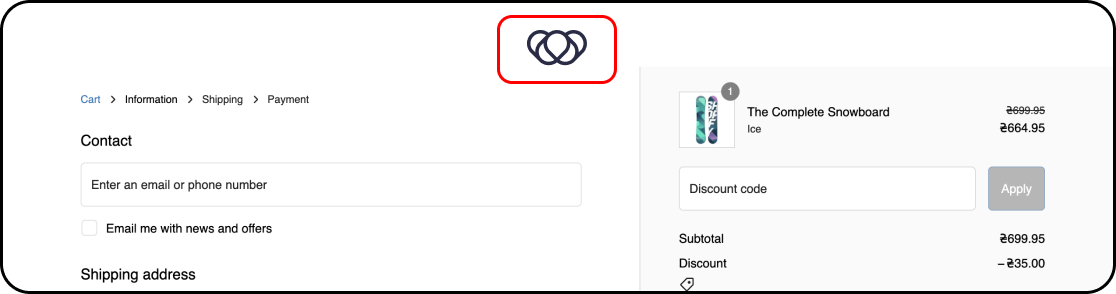 Cart > Information > Shipping > Payment
Contact
Enter an email or phone number
Email me with news and offers
Shipping address
1
The Complete Snowboard ₴699.95
Ice ₴664.95
Discount code Apply
Subtotal ₴699.95
Discount −₴35.00